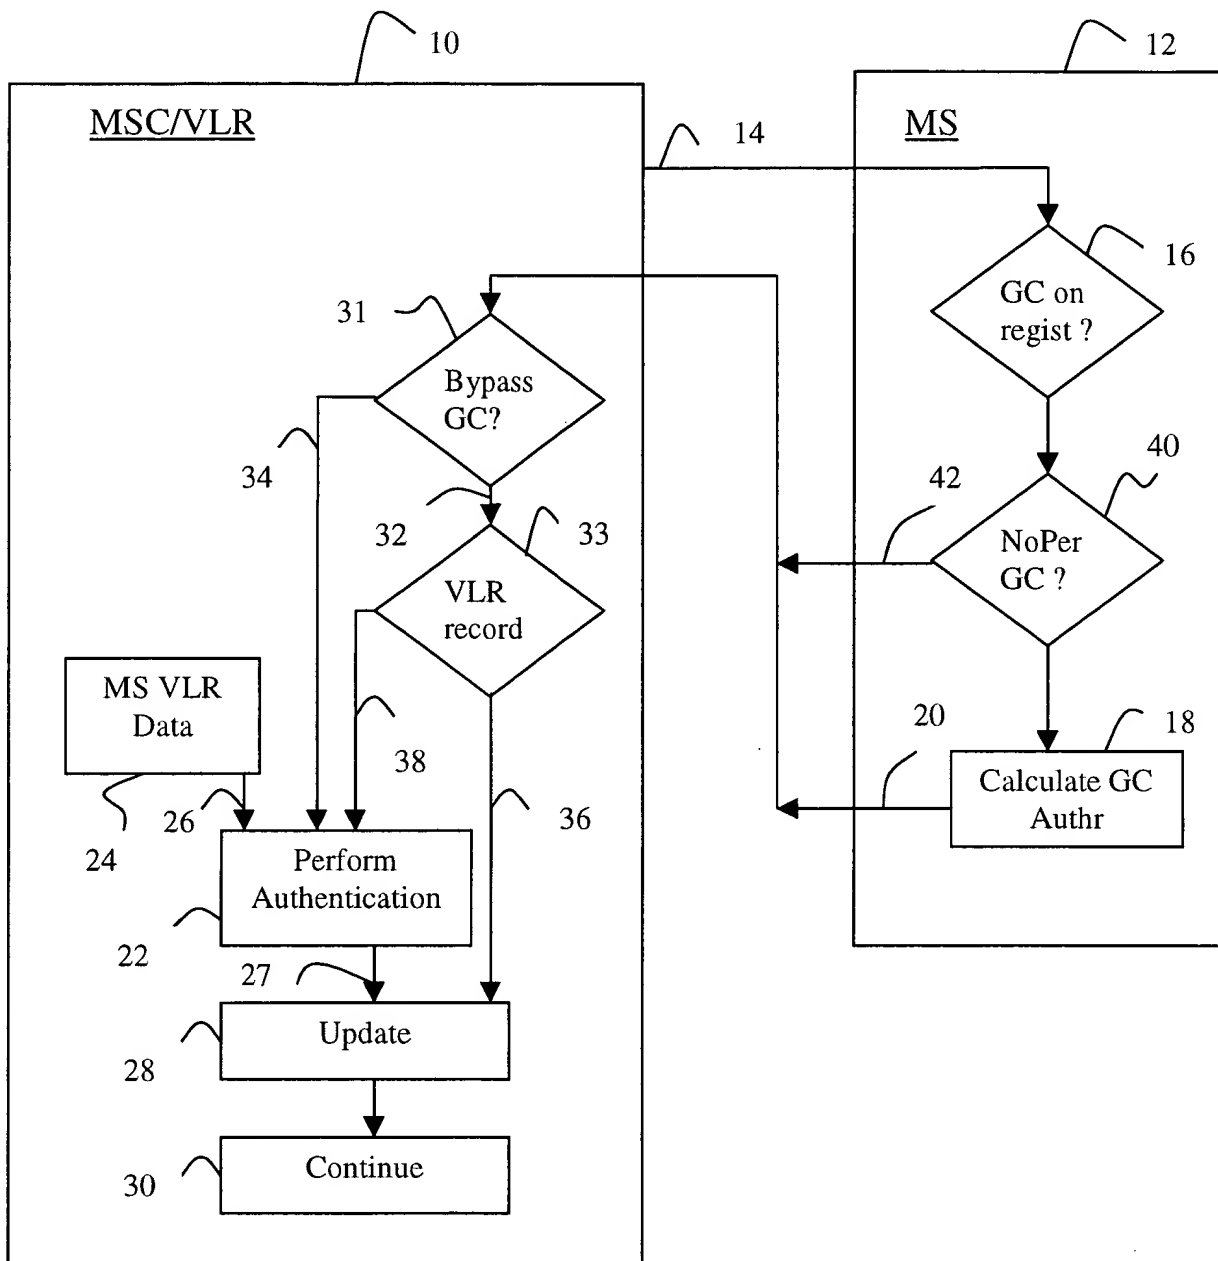 10
12
MSC/VLR
14
MS
16
GC on
regist ?
31
Bypass
GC?
34
40
42
32
33
NoPer
GC ?
VLR
record
MS VLR
Data
20
18
38
Calculate GC
Authr
26
36
24
Perform
Authentication
22
27
Update
28
Continue
30